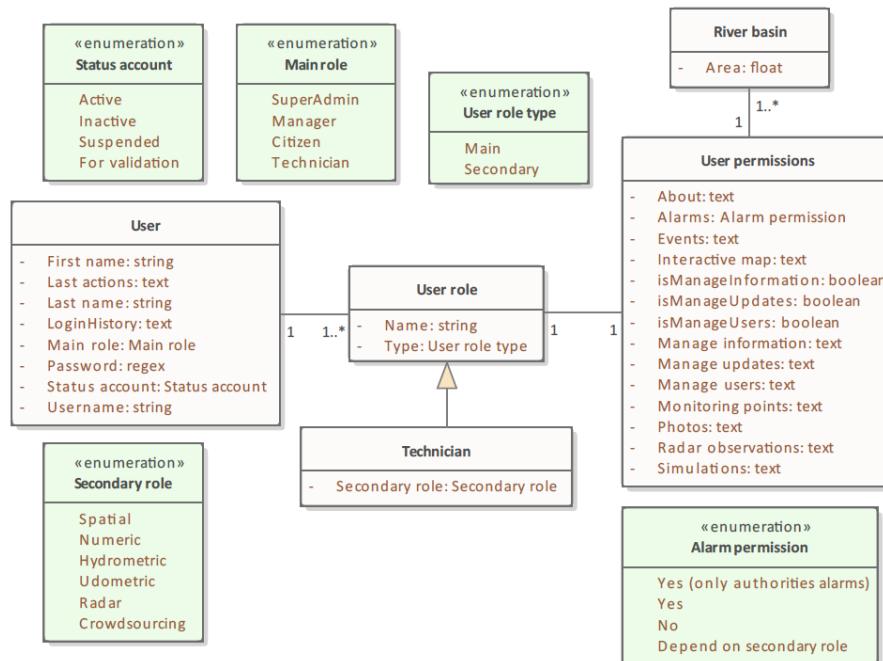 «enumeration»
Status account
Active
Inactive
Suspended
For validation
«enumeration»
Main role
SuperAdmin
Manager
Citizen
Technician
«enumeration»
User role type
Main
Secondary
River basin
- Area: float
1..*
1
User permissions
- About: text
- Alarms: Alarm permission
- Events: text
- Interactive map: text
- isManageInformation: boolean
- isManageUpdates: boolean
- isManageUsers: boolean
- Manage information: text
- Manage updates: text
- Manage users: text
- Monitoring points: text
- Photos: text
- Radar observations: text
- Simulations: text
User
- First name: string
- Last actions: text
- Last name: string
- LoginHistory: text
- Main role: Main role
- Password: regex
- Status account: Status account
- Username: string
1
1..*
User role
- Name: string
- Type: User role type
1
1
Technician
- Secondary role: Secondary role
«enumeration»
Secondary role
Spatial
Numeric
Hydrometric
Udometric
Radar
Crowdsourcing
«enumeration»
Alarm permission
Yes (only authorities alarms)
Yes
No
Depend on secondary role